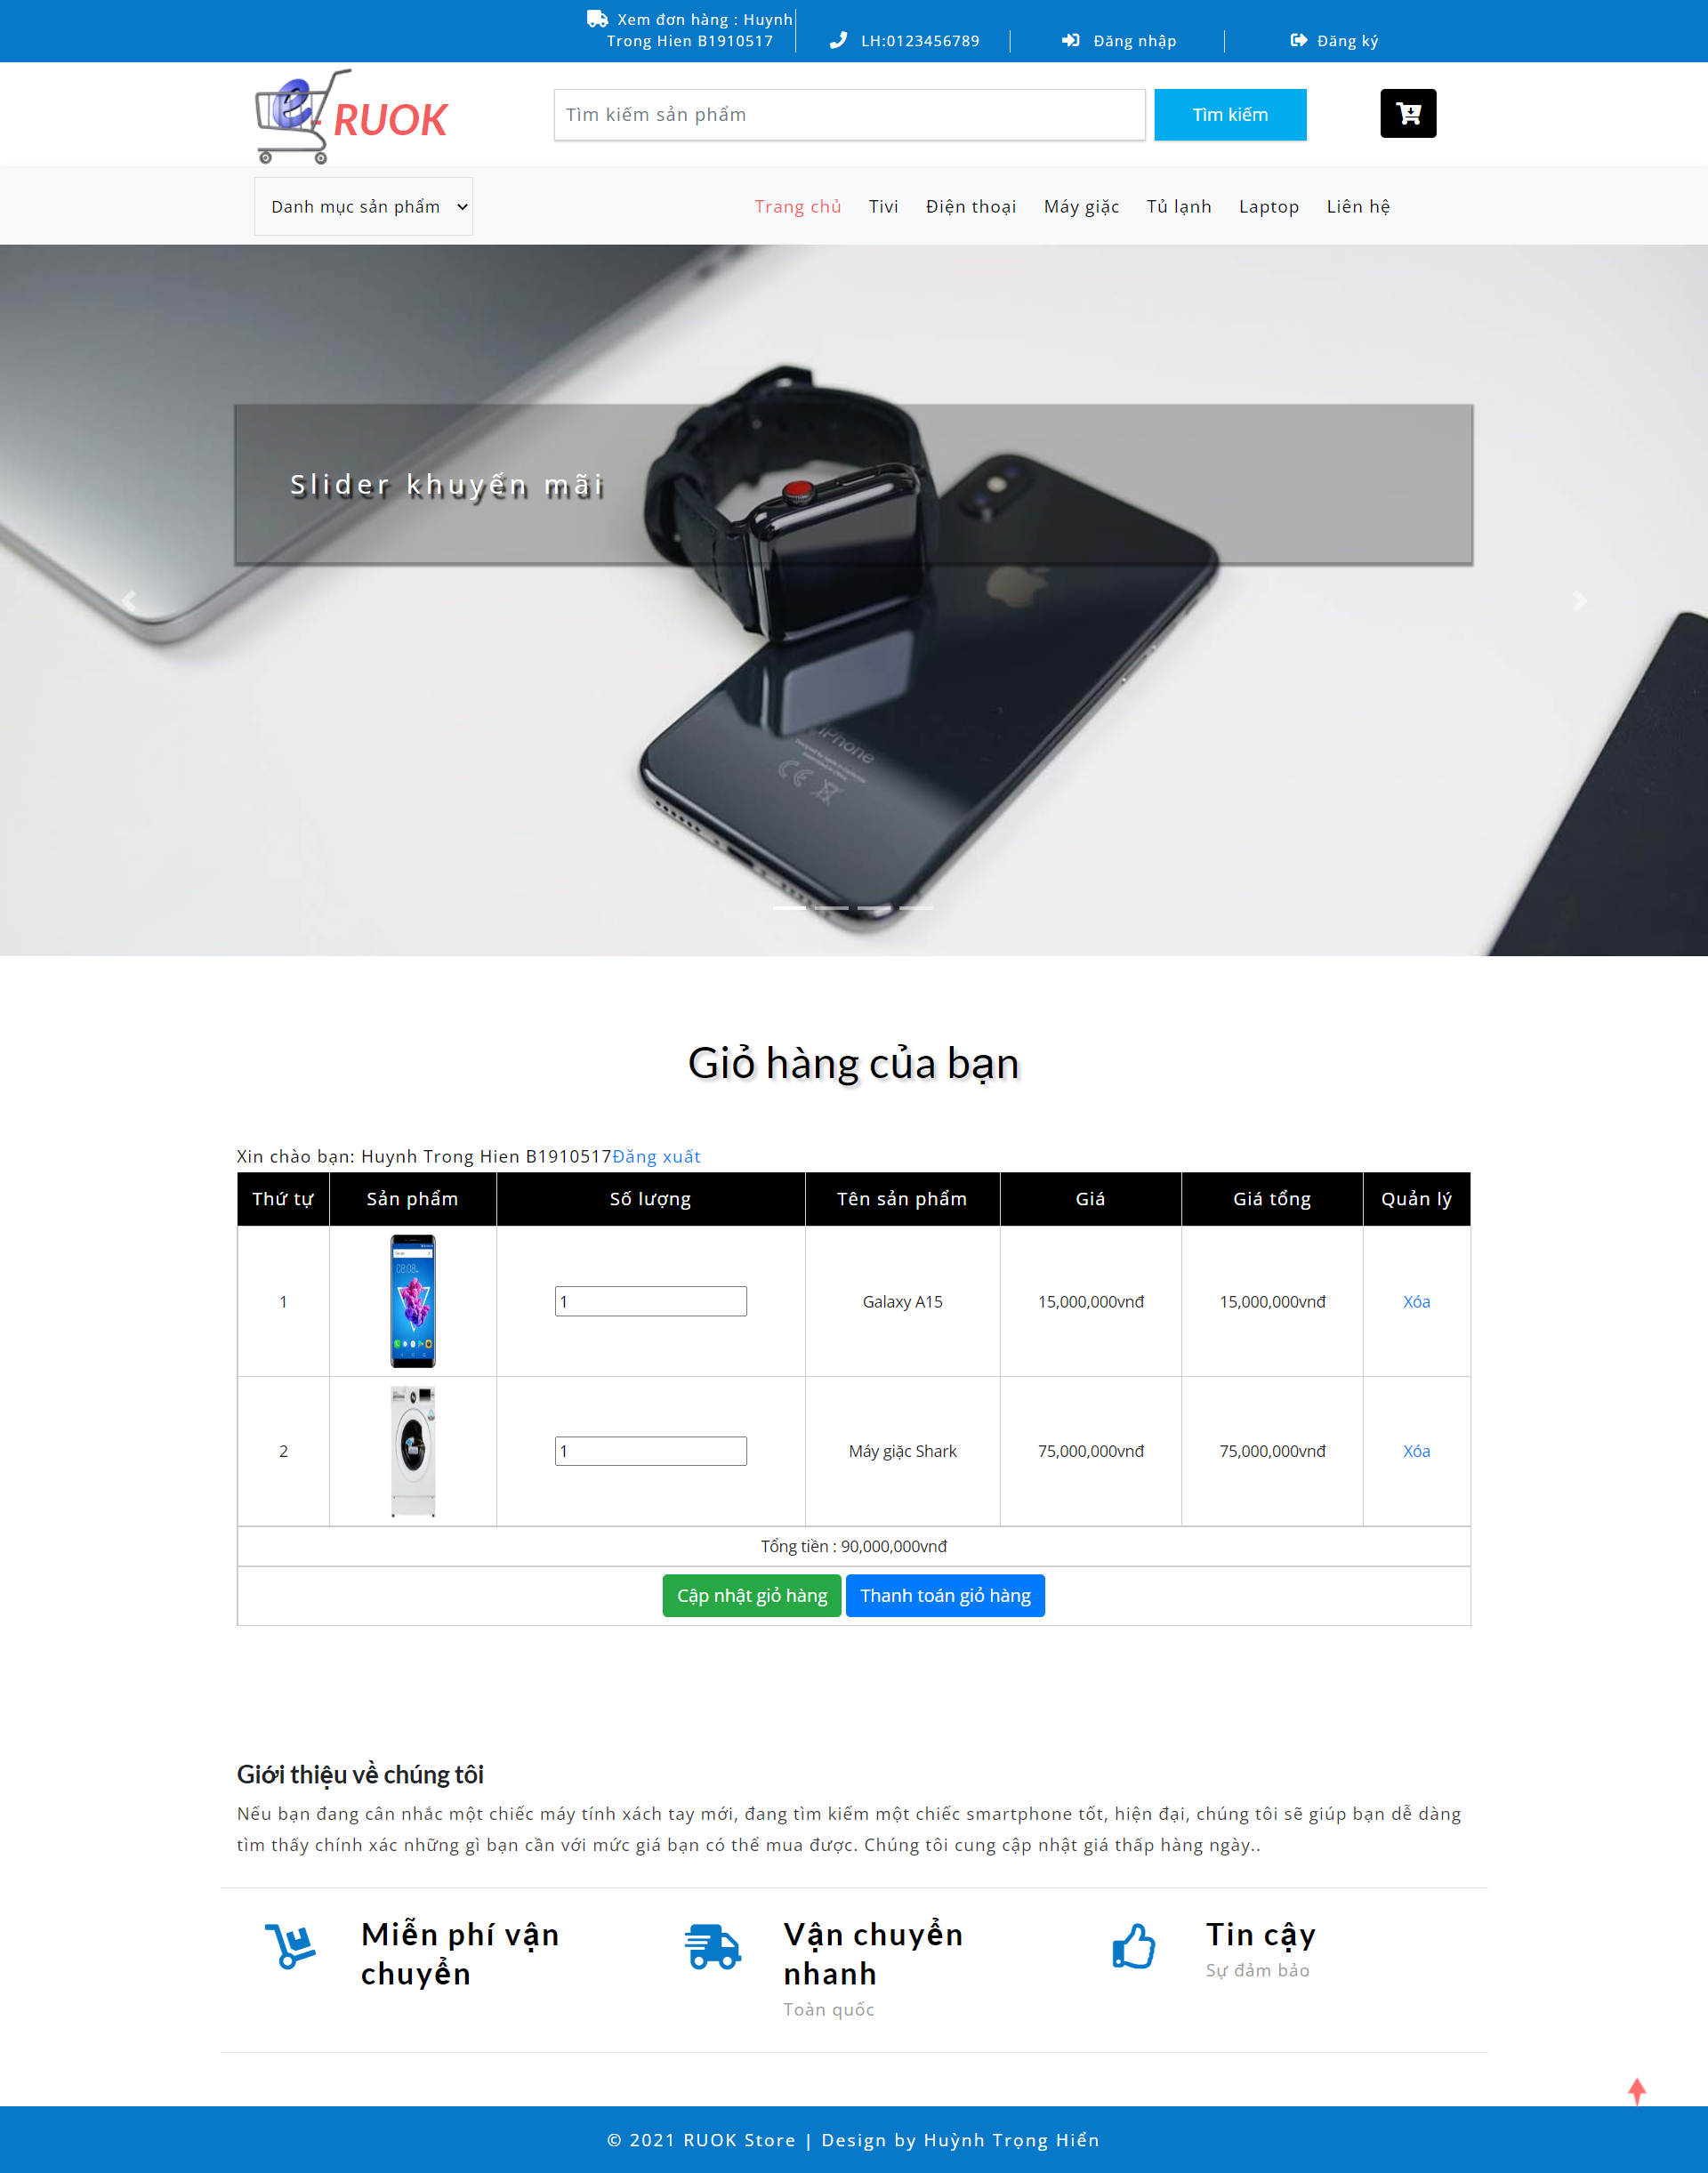 Xem đơn hàng : Huynh
Trong Hien B1910517
LH:0123456789
Đăng nhập
Đăng ký
e - RUOK
Tìm kiếm sản phẩm
Tìm kiếm
Danh mục sản phẩm
Trang chủ
Tivi
Điện thoại
Máy giặc
Tủ lạnh
Laptop
Liên hệ
Slider khuyến mãi
iPhone
Giỏ hàng của bạn
Xin chào bạn: Huynh Trong Hien B1910517Đăng xuất
Thứ tự
Sản phẩm
Số lượng
Tên sản phẩm
Giá
Giá tổng
Quản lý
1
08:08
1
Galaxy A15
15,000,000vnđ
15,000,000vnđ
Xóa
2
1
Máy giặc Shark
75,000,000vnđ
75,000,000vnđ
Xóa
Tổng tiền : 90,000,000vnđ
Cập nhật giỏ hàng
Thanh toán giỏ hàng
Giới thiệu về chúng tôi
Nếu bạn đang cân nhắc một chiếc máy tính xách tay mới, đang tìm kiếm một chiếc smartphone tốt, hiện đại, chúng tôi sẽ giúp bạn dễ dàng
tìm thấy chính xác những gì bạn cần với mức giá bạn có thể mua được. Chúng tôi cung cập nhật giá thấp hàng ngày..
Miễn phí vận
chuyển
Vận chuyển
nhanh
Toàn quốc
Tin cậy
Sự đảm bảo
© 2021 RUOK Store | Design by Huỳnh Trọng Hiển